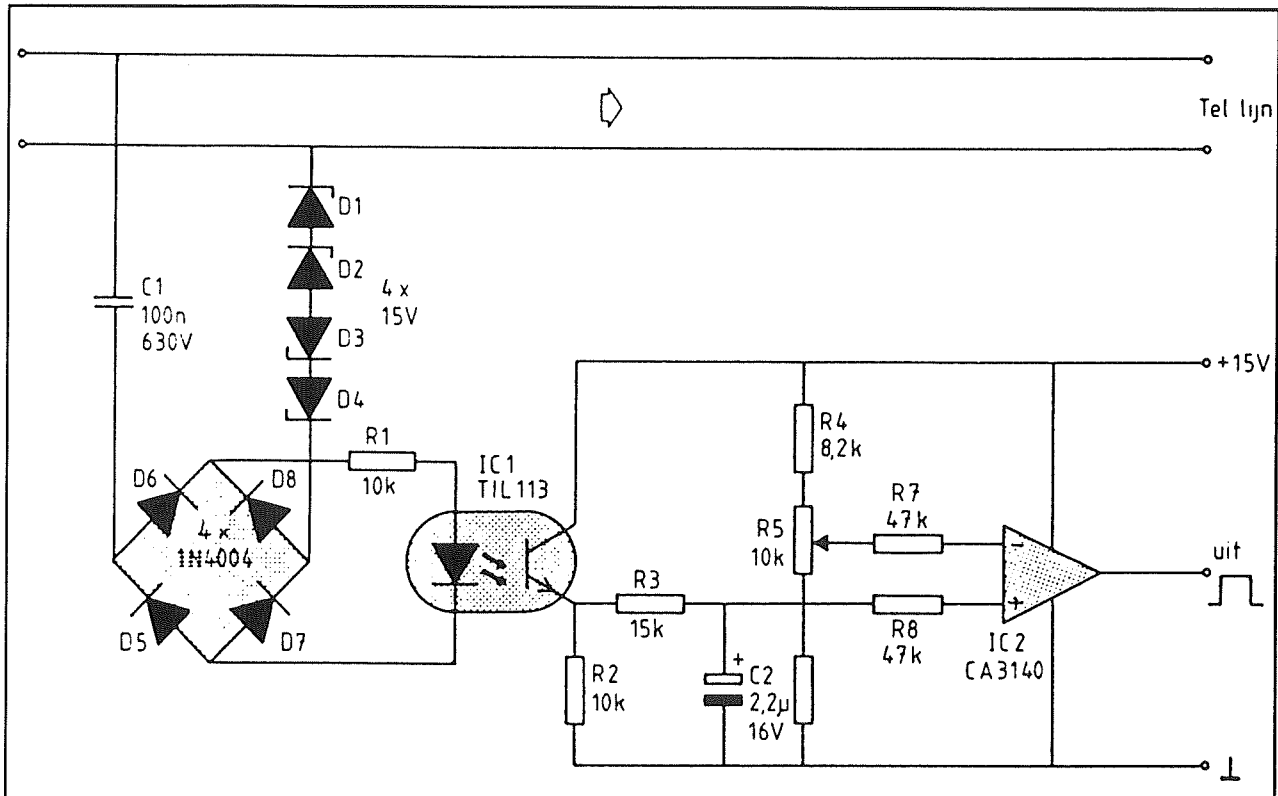 Tel lijn
D1
D2
4 x
15V
D3
D4
C1
100n
630V
+15V
R4
8,2k
R1
10k
IC1
TIL113
D6
D8
4 x
1N4004
D5
D7
R7
47k
R5
10k
-
+
uit
R3
15k
R8
47k
IC2
CA3140
R2
10k
+
C2
2,2µ
16V